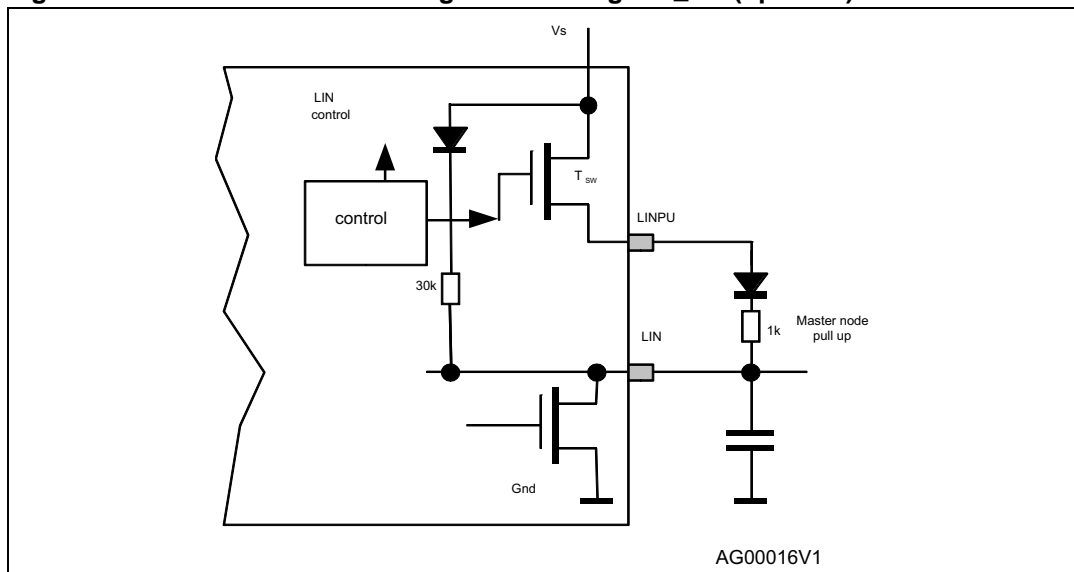 Vs
LIN
control
T sw
control
LINPU
30k
1k
Master node
pull up
LIN
Gnd
AG00016V1